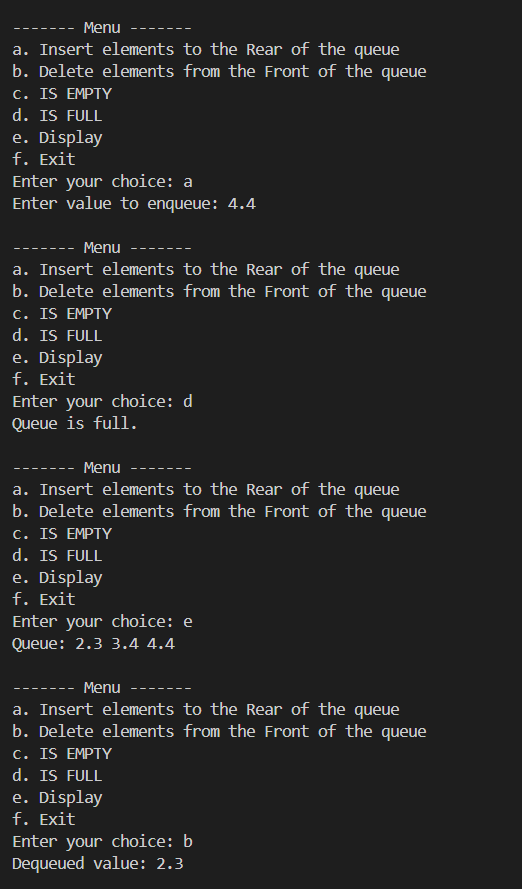 ------- Menu -------
a. Insert elements to the Rear of the queue
b. Delete elements from the Front of the queue
c. IS EMPTY
d. IS FULL
e. Display
f. Exit
Enter your choice: a
Enter value to enqueue: 4.4
------- Menu -------
a. Insert elements to the Rear of the queue
b. Delete elements from the Front of the queue
c. IS EMPTY
d. IS FULL
e. Display
f. Exit
Enter your choice: d
Queue is full.
------- Menu -------
a. Insert elements to the Rear of the queue
b. Delete elements from the Front of the queue
c. IS EMPTY
d. IS FULL
e. Display
f. Exit
Enter your choice: e
Queue: 2.3 3.4 4.4
------- Menu -------
a. Insert elements to the Rear of the queue
b. Delete elements from the Front of the queue
c. IS EMPTY
d. IS FULL
e. Display
f. Exit
Enter your choice: b
Dequeued value: 2.3